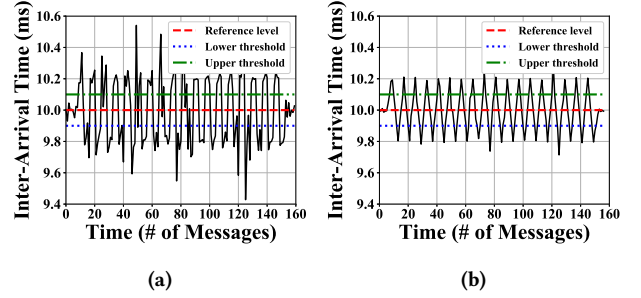 10.6
10.4
10.2
10.0
9.8
9.6
9.4
Inter-Arrival Time (ms)
Reference level
Lower threshold
Upper threshold
0 20 40 60 80 100 120 140 160
Time (# of Messages)
(a)
10.6
10.4
10.2
10.0
9.8
9.6
9.4
Inter-Arrival Time (ms)
Reference level
Lower threshold
Upper threshold
0 20 40 60 80 100 120 140 160
Time (# of Messages)
(b)